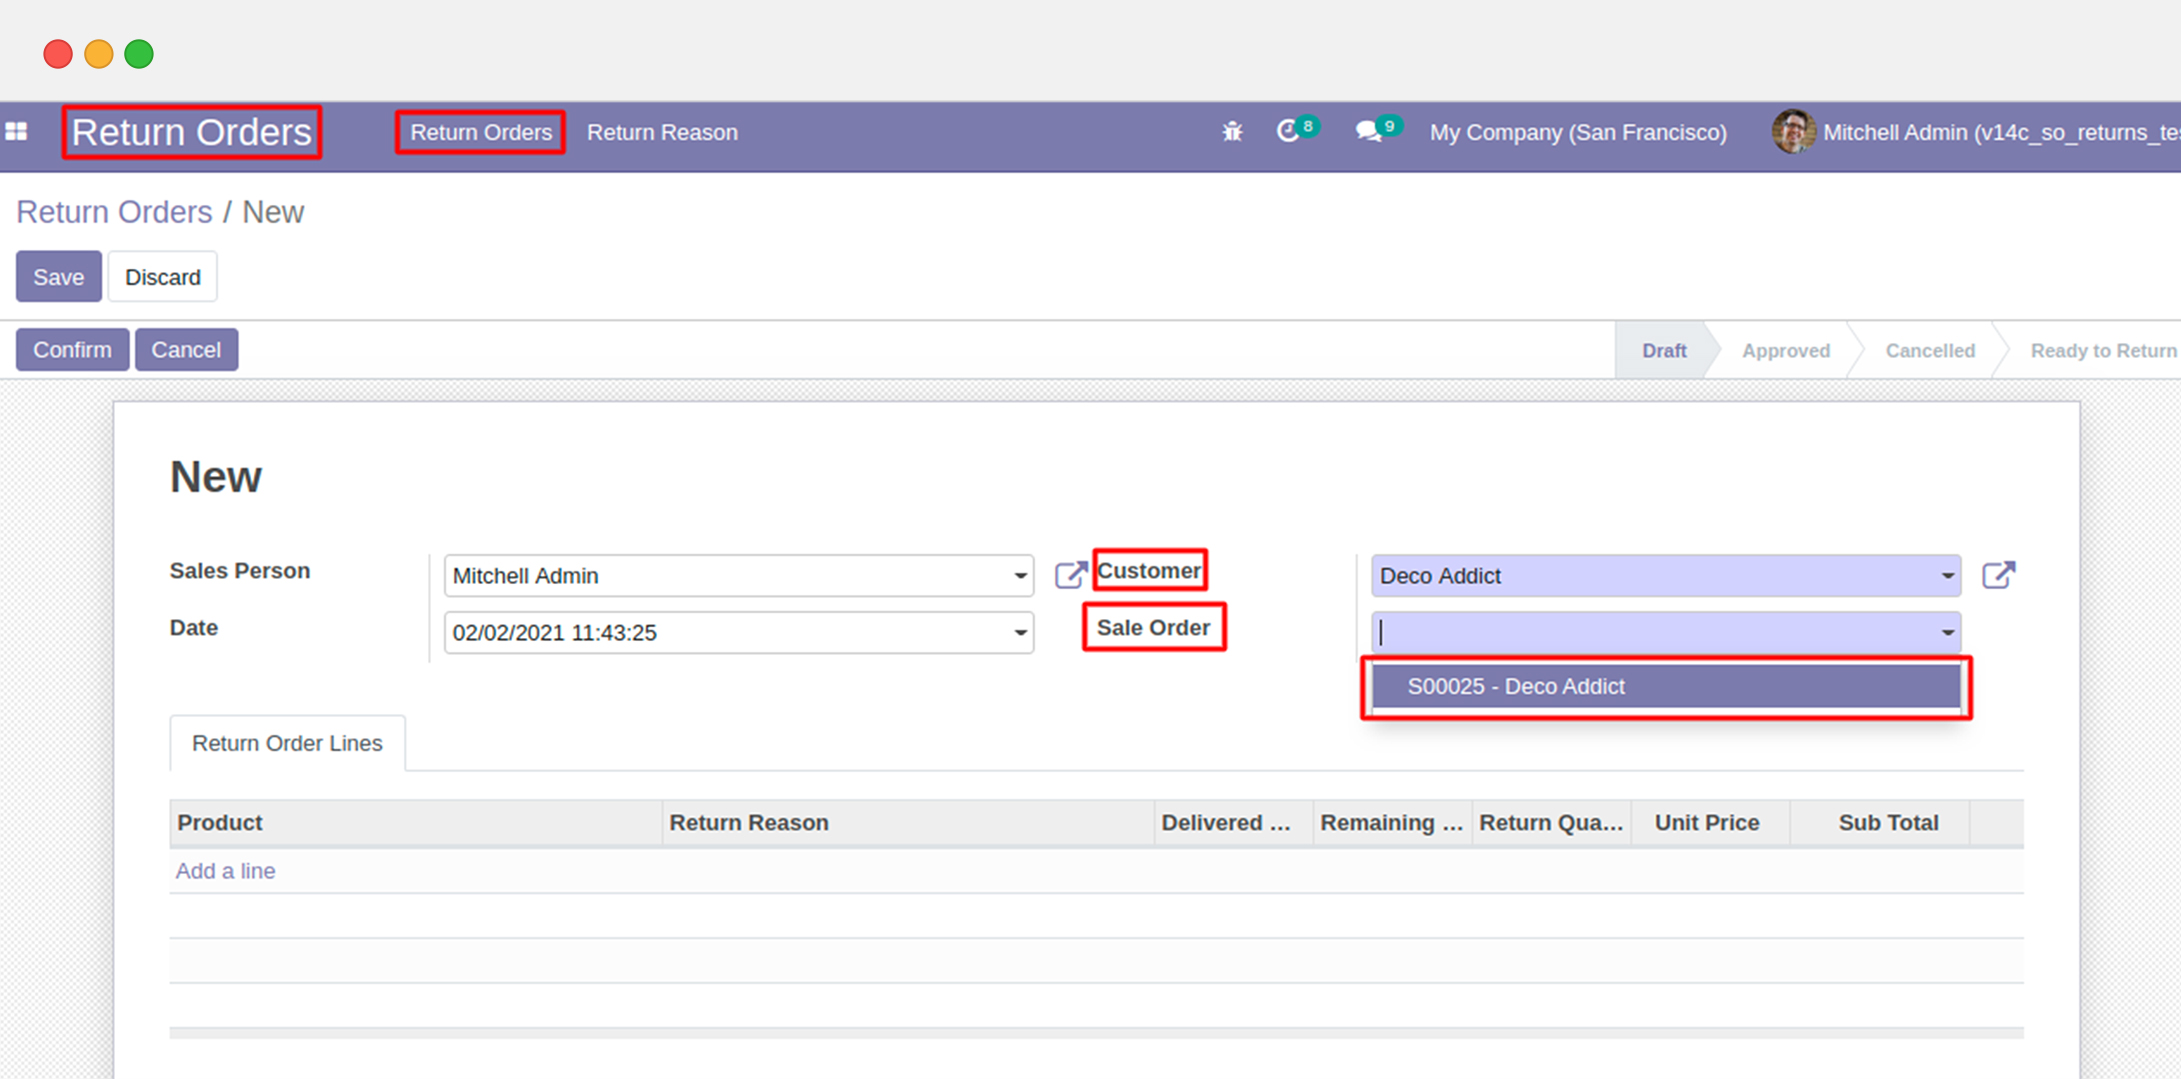 Return Orders Return Orders Return Reason 8 9 My Company (San Francisco) Mitchell Admin (v14c_so_returns_te
Return Orders / New
Save Discard
Confirm Cancel Draft Approved Cancelled Ready to Return
New
Sales Person Mitchell Admin Customer Deco Addict
Date 02/02/2021 11:43:25 Sale Order
S00025 - Deco Addict
Return Order Lines
Product Return Reason Delivered ... Remaining ... Return Qua... Unit Price Sub Total
Add a line